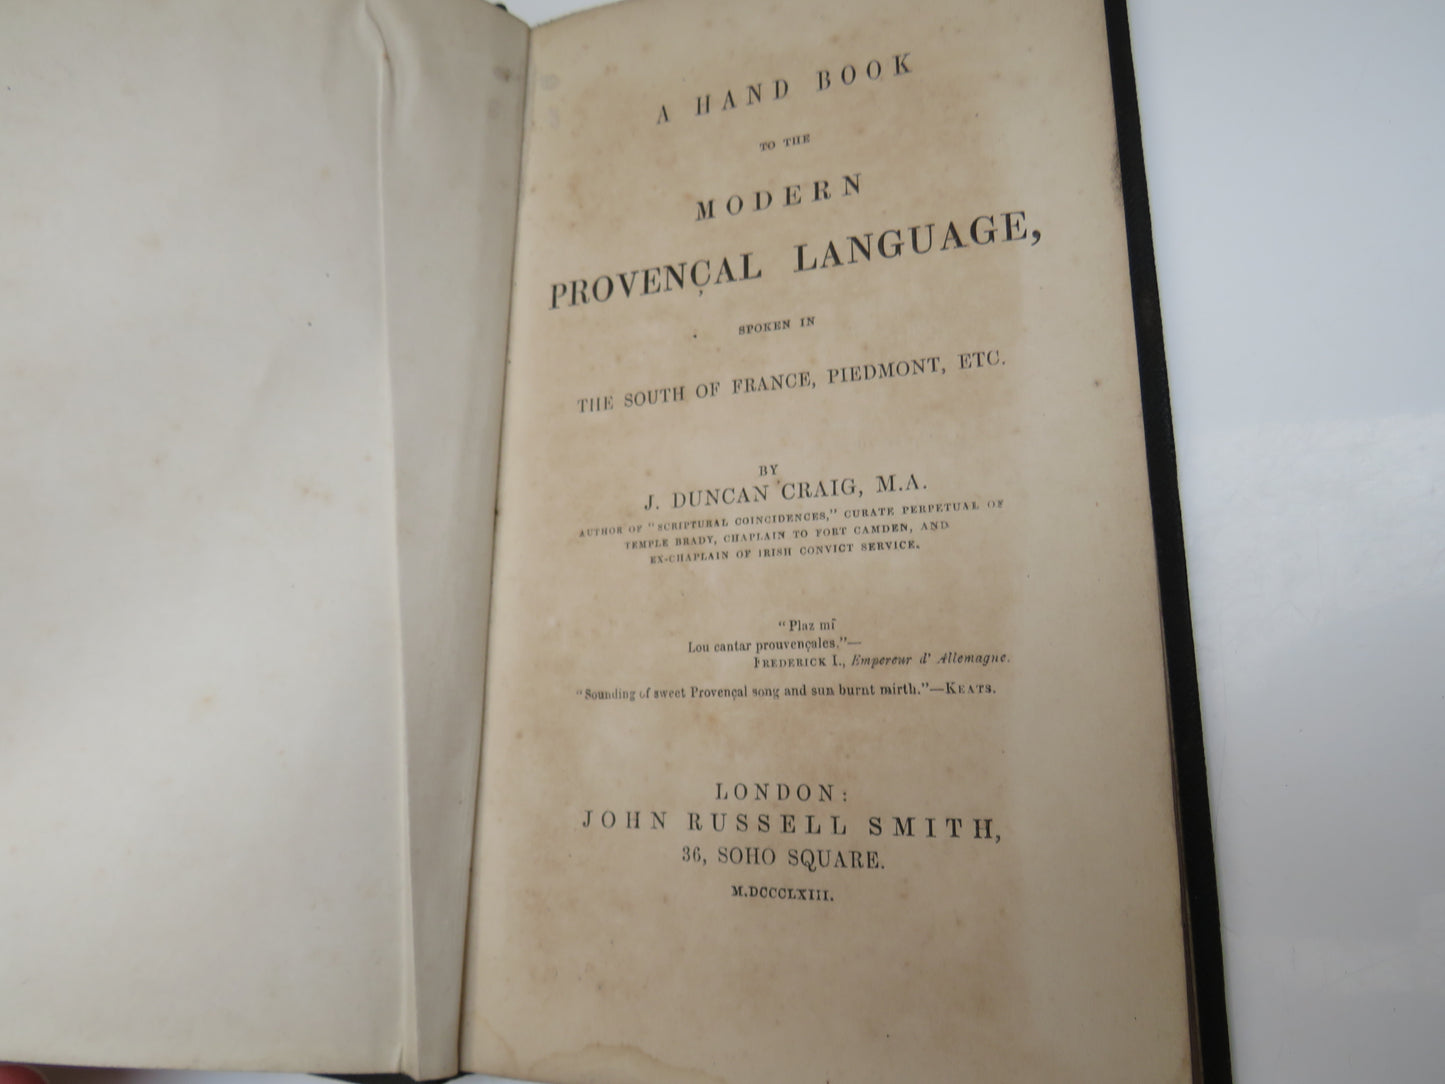 A HAND BOOK
TO THE
MODERN
PROVENÇAL LANGUAGE,
SPOKEN IN
THE SOUTH OF FRANCE, PIEDMONT, ETC.
BY
J. DUNCAN CRAIG, M.A.
AUTHOR OF "SCRIPTURAL COINCIDENCES," CURATE PERPETUAL OF
TEMPLE BRADY, CHAPLAIN TO FORT CAMDEN, AND
EX-CHAPLAIN OF IRISH CONVICT SERVICE.
"Plaz mî
Lou cantar prouvençales."—
FREDERICK I., Empereur d' Allemagne.
"Sounding of sweet Provençal song and sun burnt mirth."—KEATS.
LONDON:
JOHN RUSSELL SMITH,
36, SOHO SQUARE.
M.DCCCLXIII.